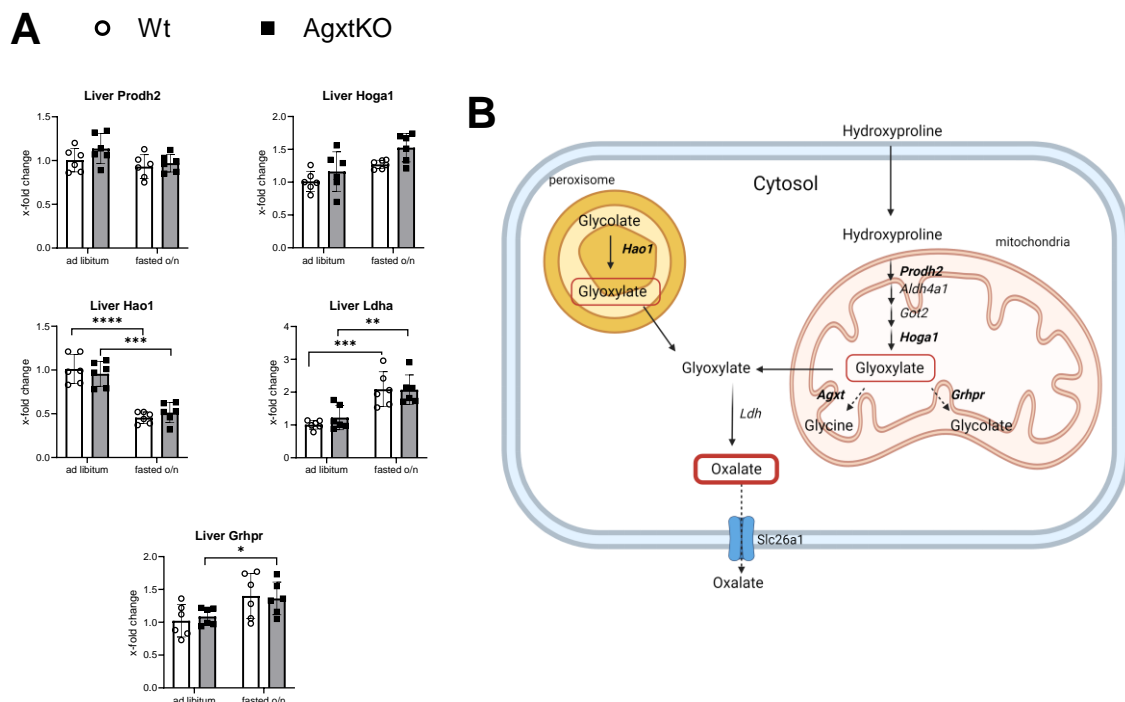 A
Wt
AgxtKO
Liver Prodh2
x-fold change
1.5
1.0
0.5
0.0
ad libitum
fasted o/n
Liver Hoga1
x-fold change
2.0
1.5
1.0
0.5
0.0
ad libitum
fasted o/n
Liver Hao1
x-fold change
1.5
1.0
0.5
0.0
****
***
ad libitum
fasted o/n
Liver Ldha
x-fold change
4
3
2
1
0
**
***
ad libitum
fasted o/n
Liver Grhpr
x-fold change
2.0
1.5
1.0
0.5
0.0
*
ad libitum
fasted o/n
B
Hydroxyproline
Cytosol
peroxisome
Glycolate
Hao1
Glyoxylate
Hydroxyproline
mitochondria
Prodh2
Aldh4a1
Got2
Hoga1
Glyoxylate
Glyoxylate
Agxt
Grhpr
Glycine
Glycolate
Ldh
Oxalate
Slc26a1
Oxalate